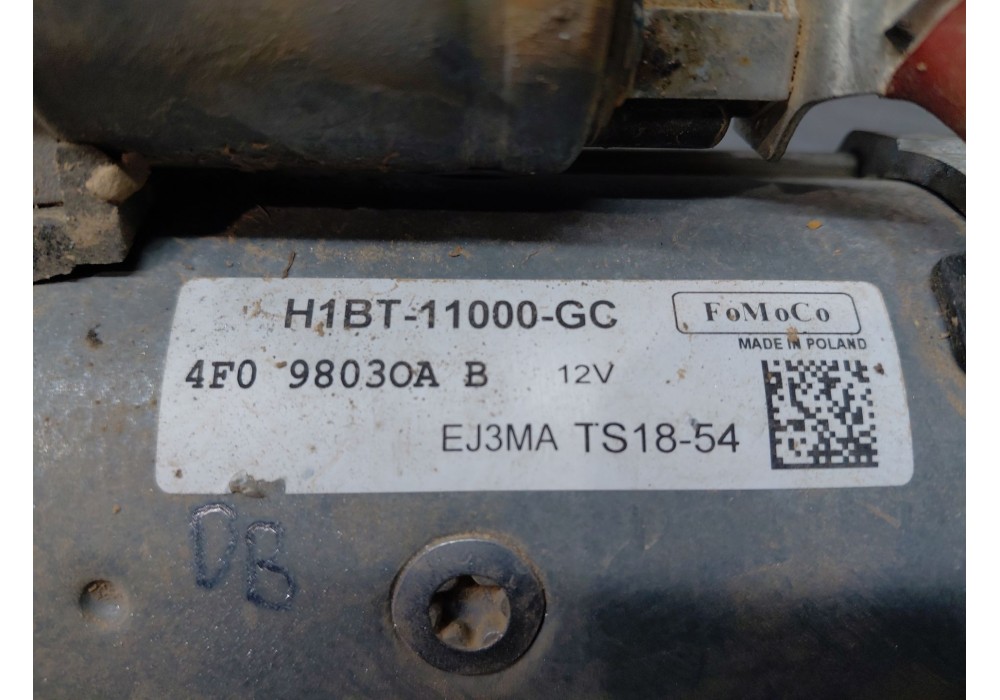 H1BT-11000-GC
FoMoCo
MADE IN POLAND
4F0 98030A B 12V
EJ3MA TS18-54
DB